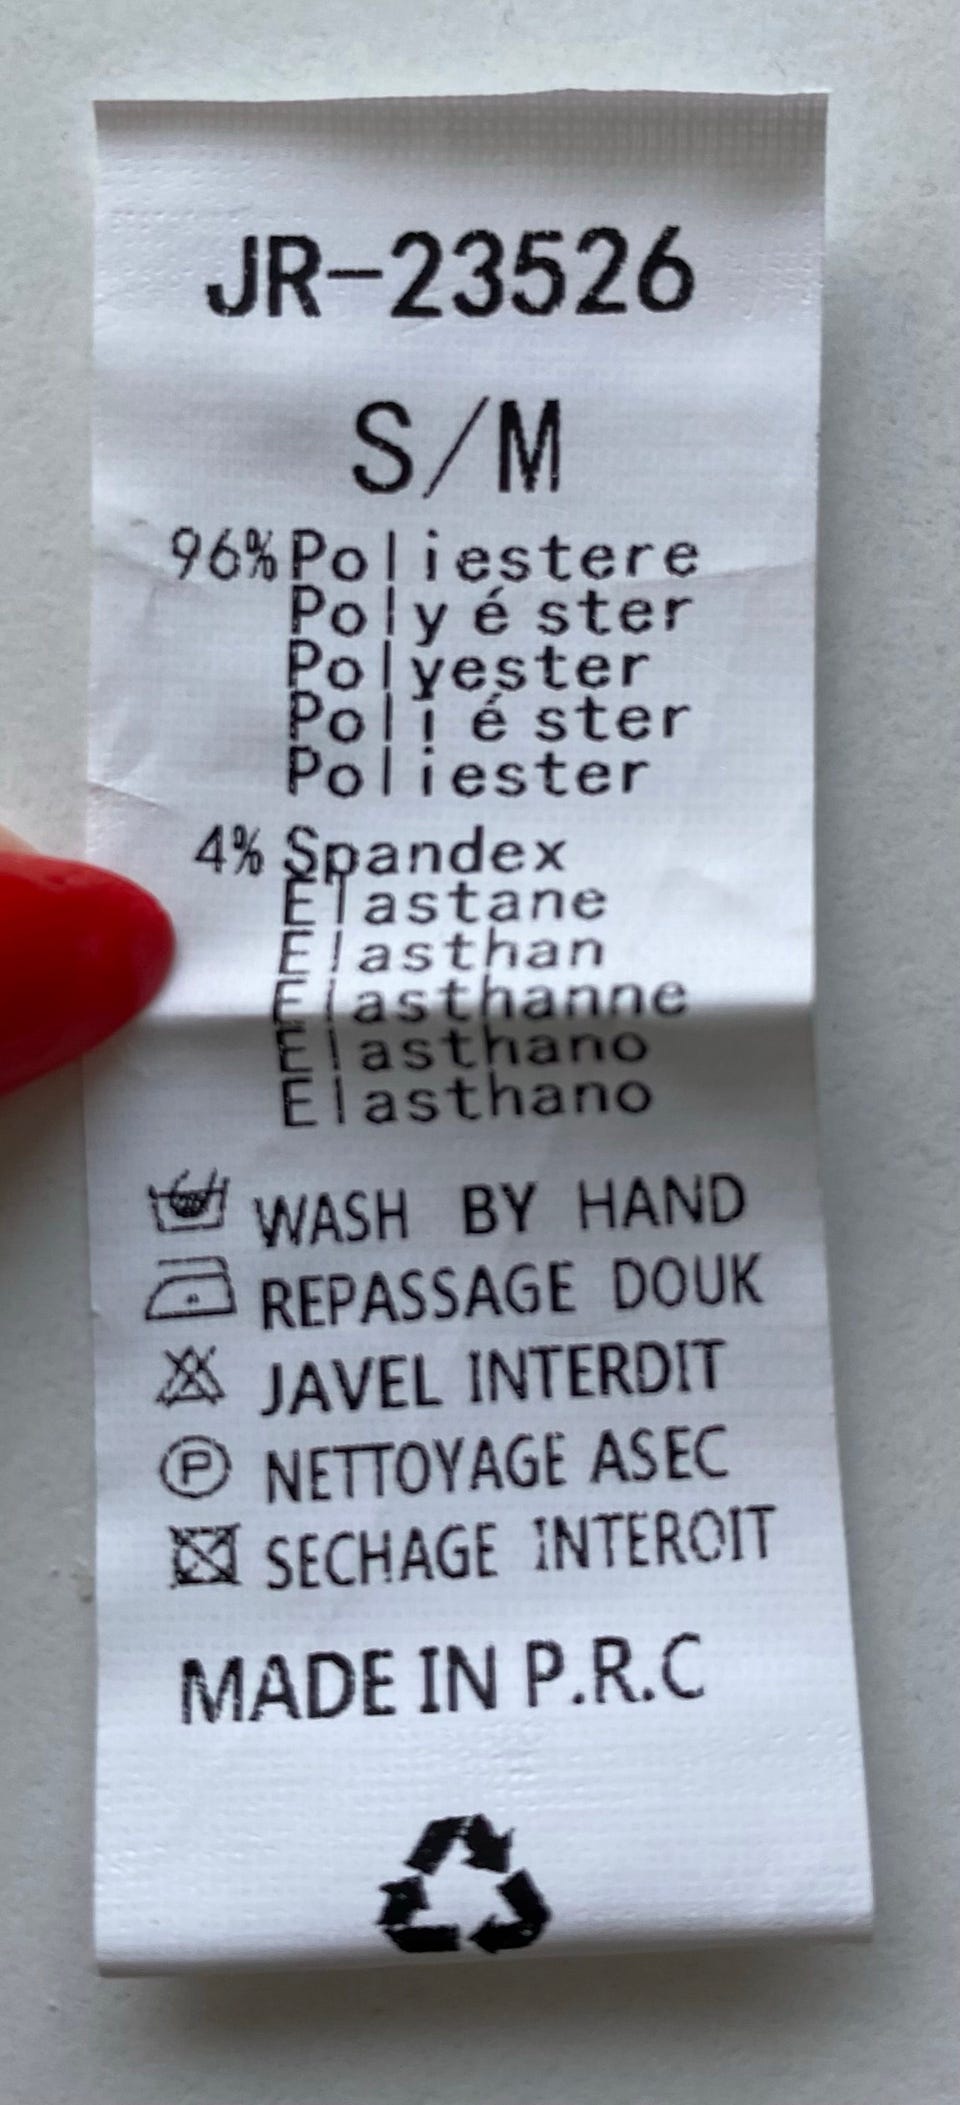 JR-23526
S/M
96% Poliestere
Polyéster
Polyester
Poliéster
Poliester
4% Spandex
Élastane
Elasthan
Elasthanne
Elasthano
Elasthano
WASH BY HAND
REPASSAGE DOUK
JAVEL INTERDIT
P NETTOYAGE ASEC
SECHAGE INTEROIT
MADE IN P.R.C